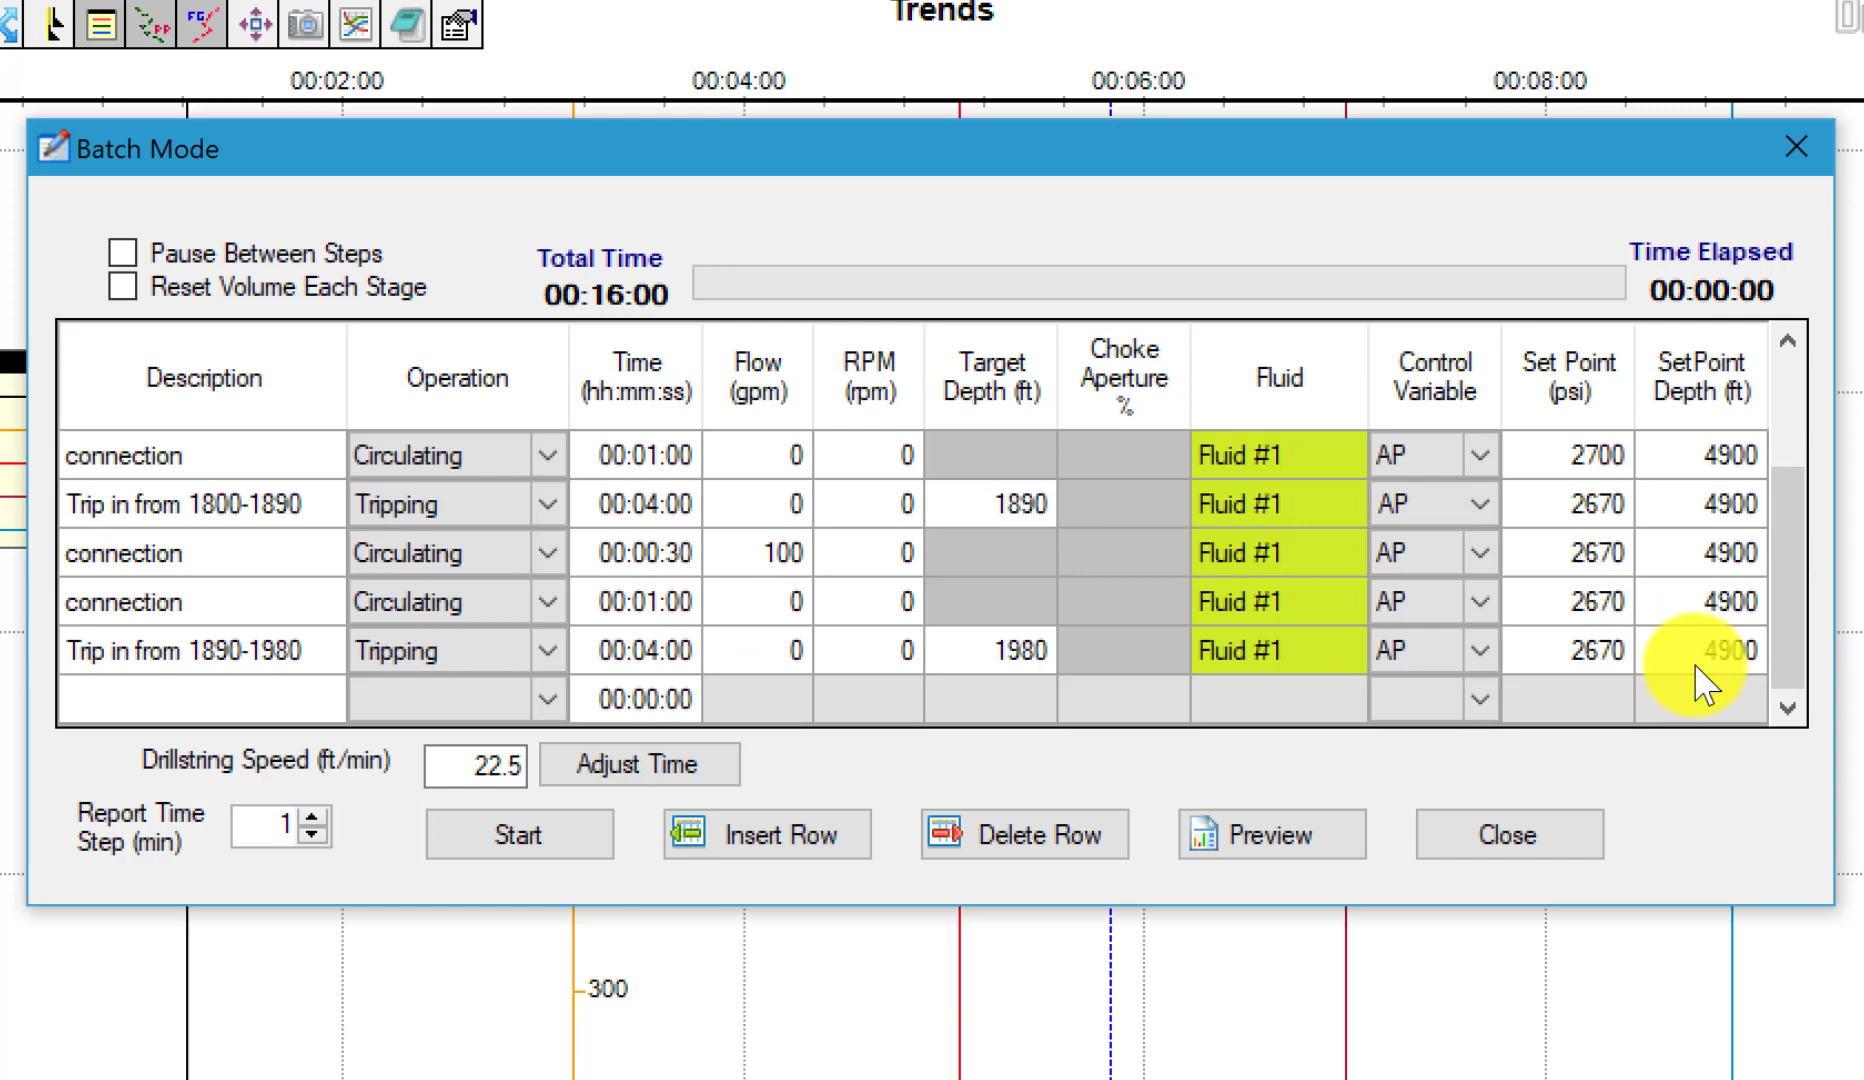 PP
FG
Trends
00:02:00 00:04:00 00:06:00 00:08:00
Batch Mode
Pause Between Steps
Reset Volume Each Stage
Total Time
00:16:00
Time Elapsed
00:00:00
Description Operation Time (hh:mm:ss) Flow (gpm) RPM (rpm) Target Depth (ft) Choke Aperture % Fluid Control Variable Set Point (psi) SetPoint Depth (ft)
connection Circulating 00:01:00 0 0 Fluid #1 AP 2700 4900
Trip in from 1800-1890 Tripping 00:04:00 0 0 1890 Fluid #1 AP 2670 4900
connection Circulating 00:00:30 100 0 Fluid #1 AP 2670 4900
connection Circulating 00:01:00 0 0 Fluid #1 AP 2670 4900
Trip in from 1890-1980 Tripping 00:04:00 0 0 1980 Fluid #1 AP 2670 4900
00:00:00
Drillstring Speed (ft/min) 22.5 Adjust Time
Report Time
Step (min)
1
Start Insert Row Delete Row Preview Close
300